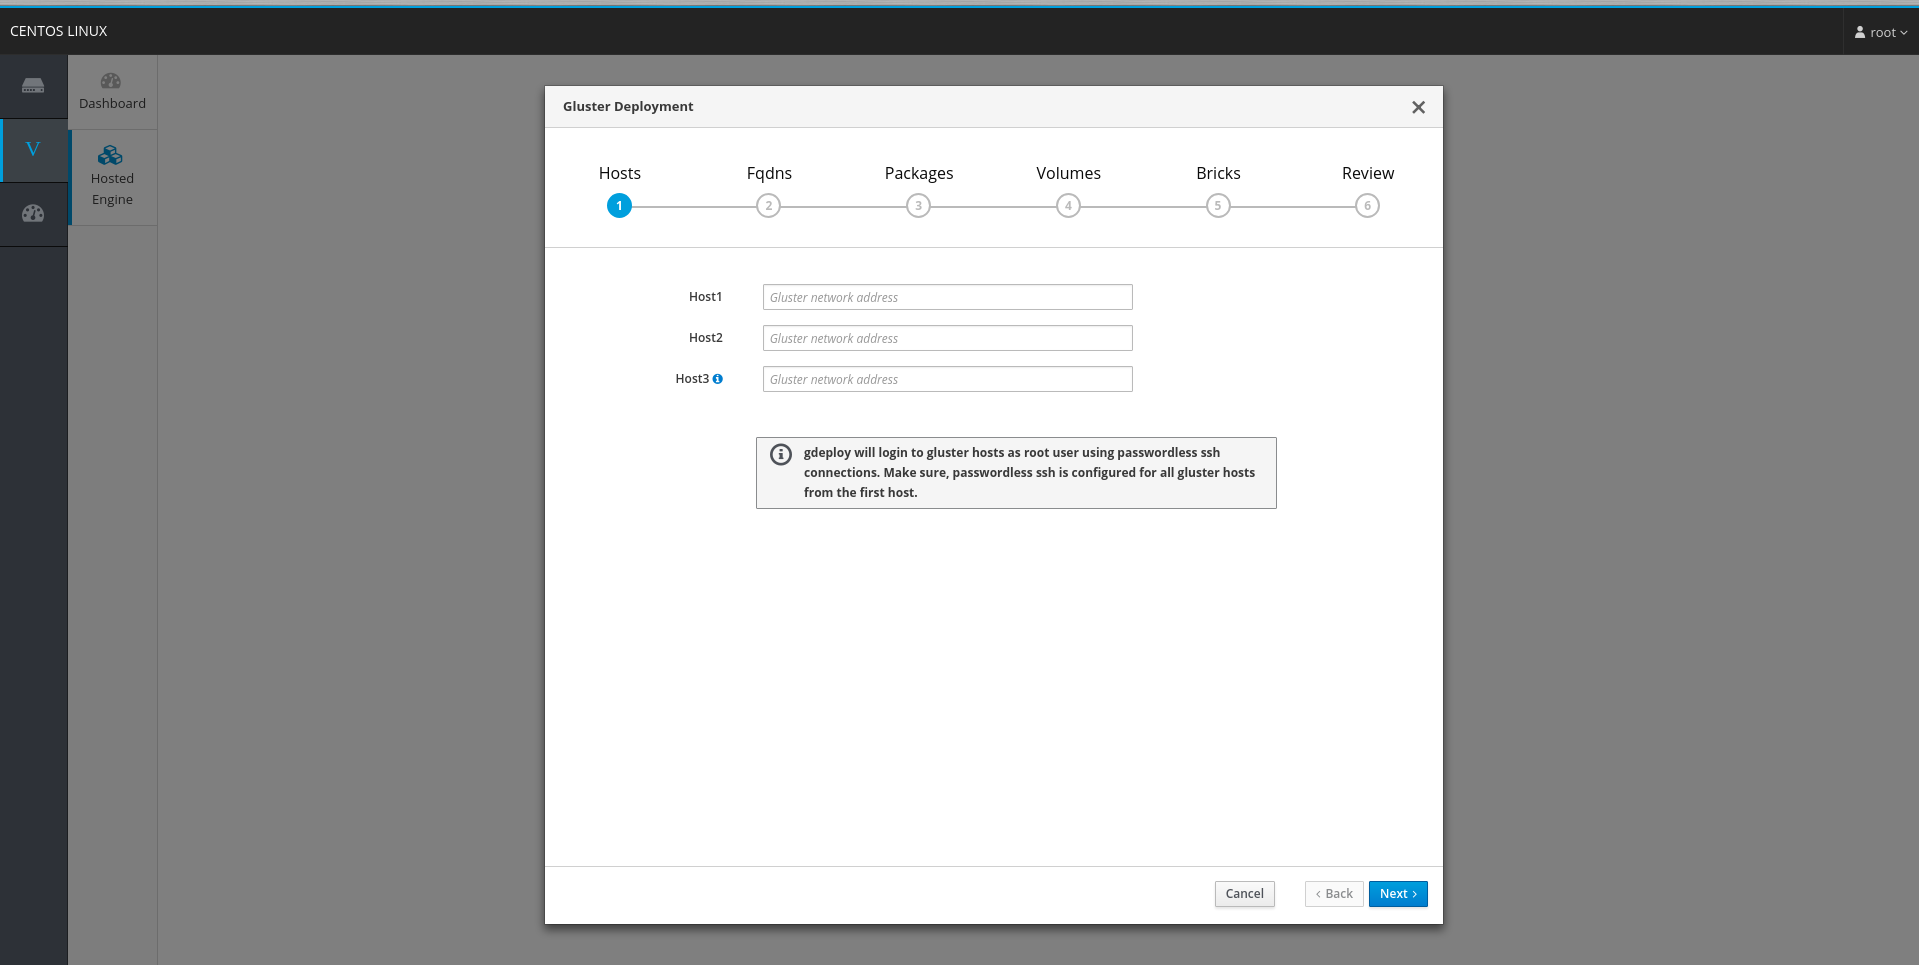 CENTOS LINUX
root
Dashboard
V
Hosted
Engine
Gluster Deployment
Hosts
Fqdns
Packages
Volumes
Bricks
Review
1
2
3
4
5
6
Host1
Gluster network address
Host2
Gluster network address
Host3
Gluster network address
gdeploy will login to gluster hosts as root user using passwordless ssh
connections. Make sure, passwordless ssh is configured for all gluster hosts
from the first host.
Cancel
< Back
Next >